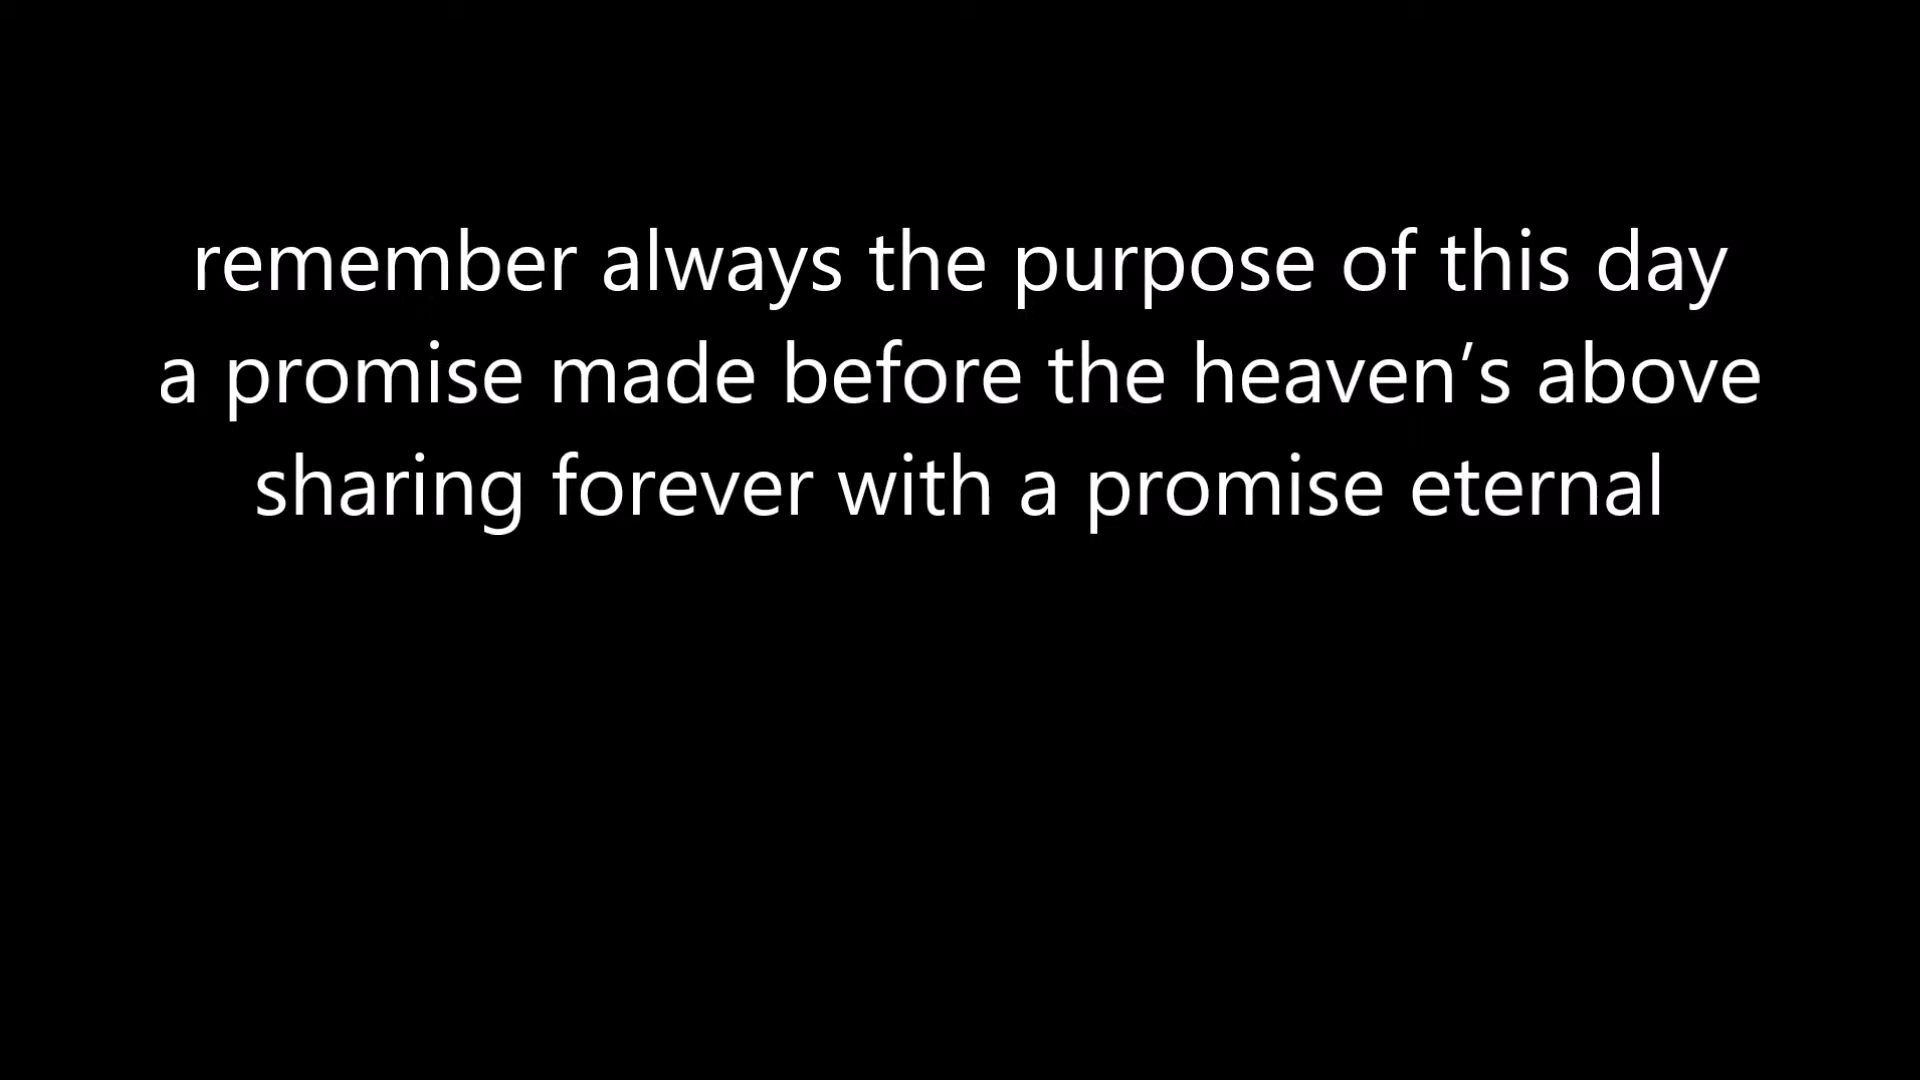 remember always the purpose of this day
a promise made before the heaven’s above
sharing forever with a promise eternal